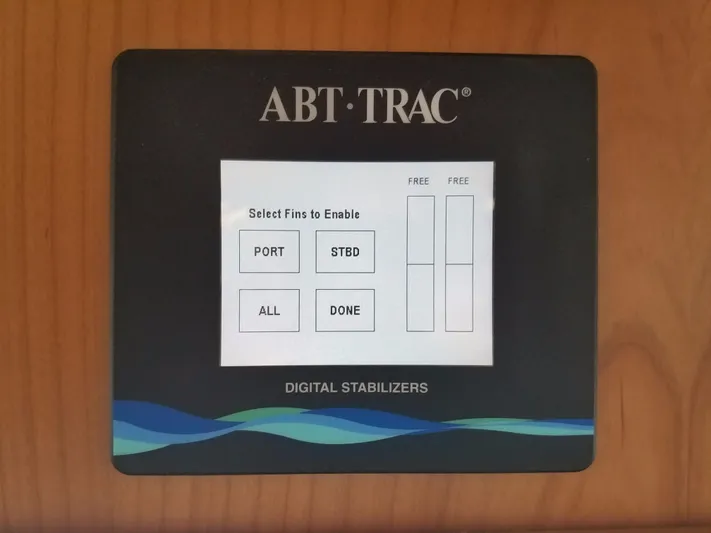 ABT·TRAC®
FREE FREE
Select Fins to Enable
PORT STBD
ALL DONE
DIGITAL STABILIZERS